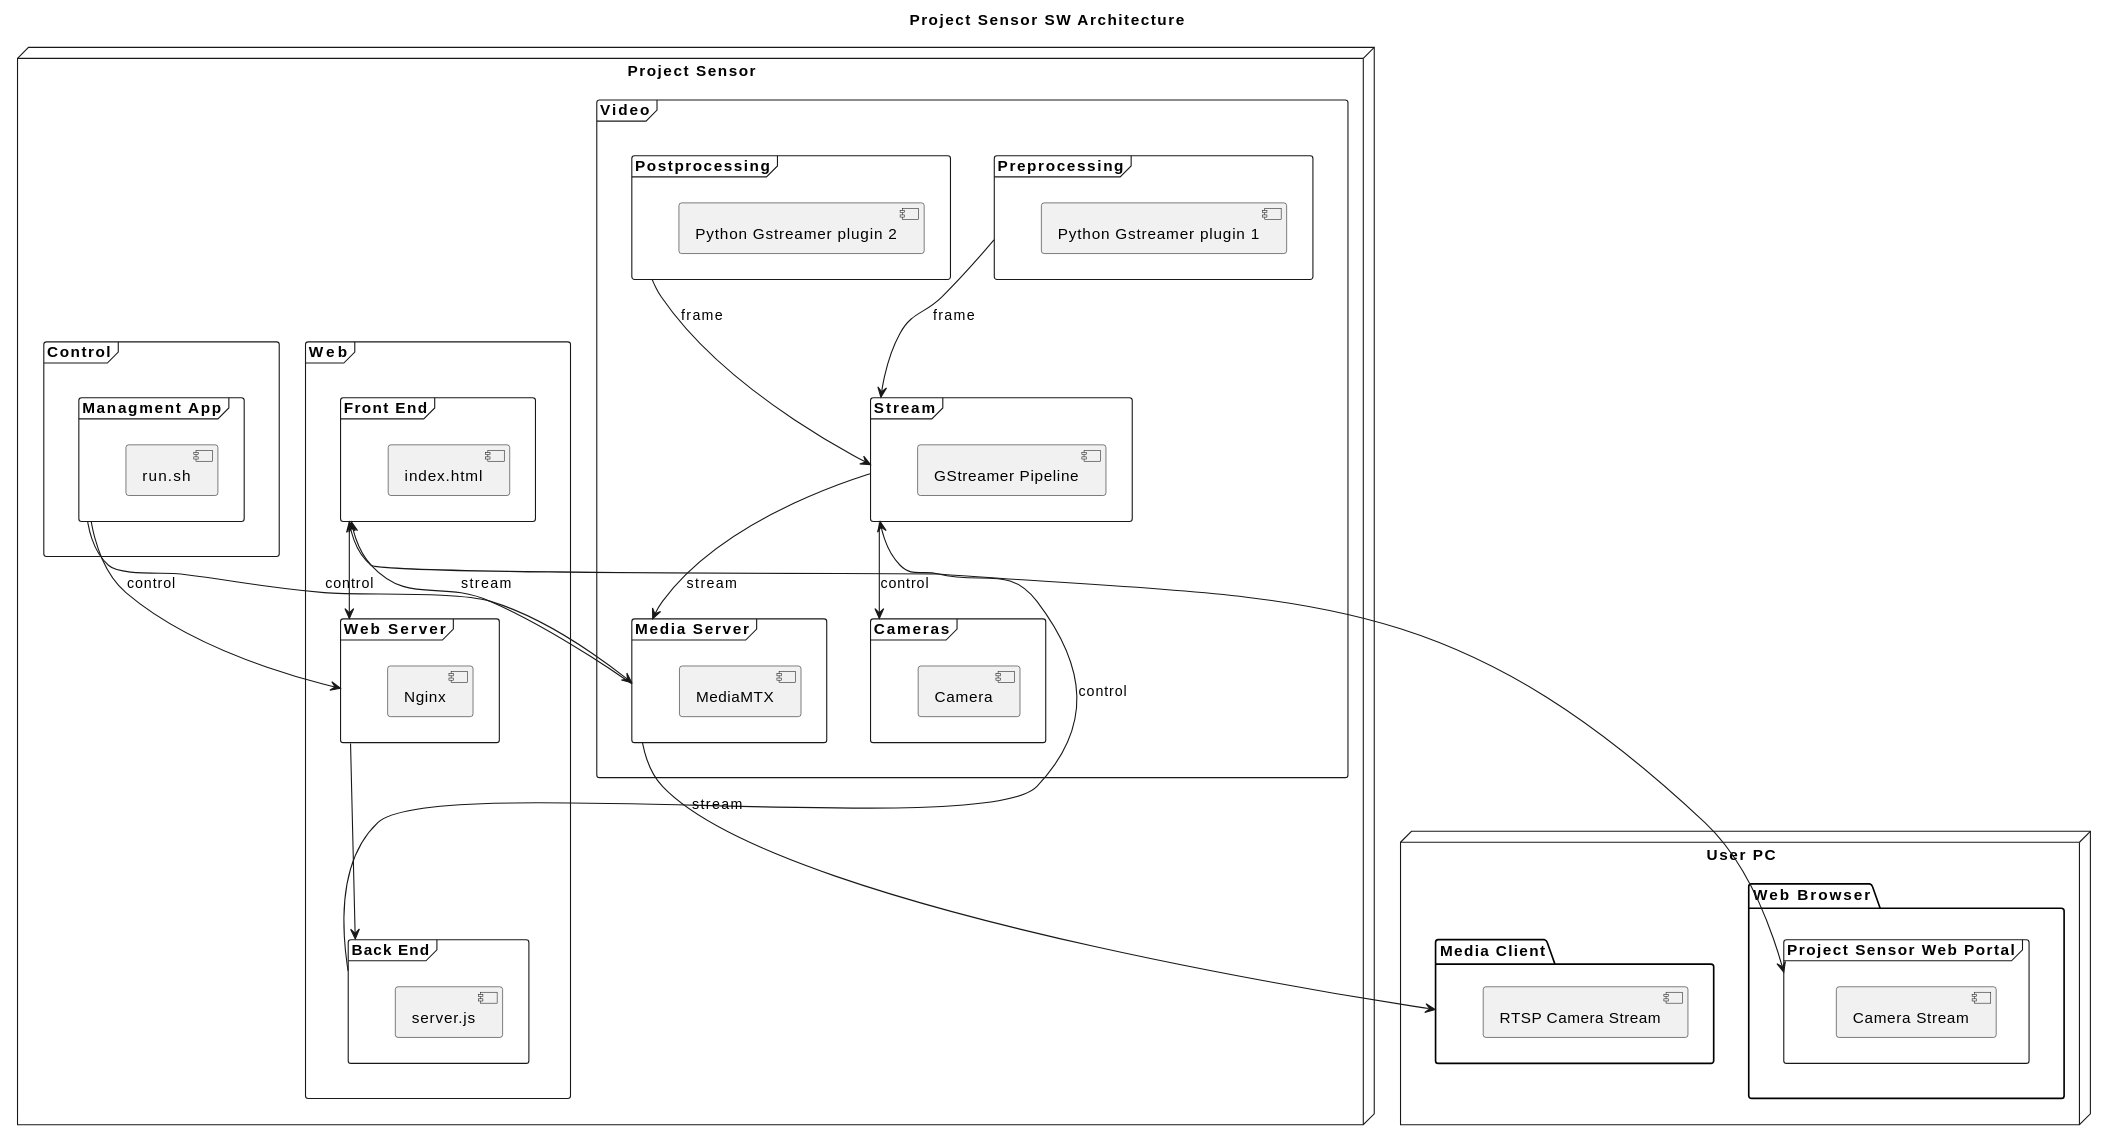 Project Sensor SW Architecture
Project Sensor
Video
Postprocessing
Preprocessing
Python Gstreamer plugin 2
Python Gstreamer plugin 1
frame
frame
Control
Web
Managment App
Front End
Stream
run.sh
index.html
GStreamer Pipeline
control
control
stream
stream
control
Web Server
Media Server
Cameras
Nginx
MediaMTX
Camera
control
stream
User PC
Web Browser
Back End
Media Client
Project Sensor Web Portal
server.js
RTSP Camera Stream
Camera Stream